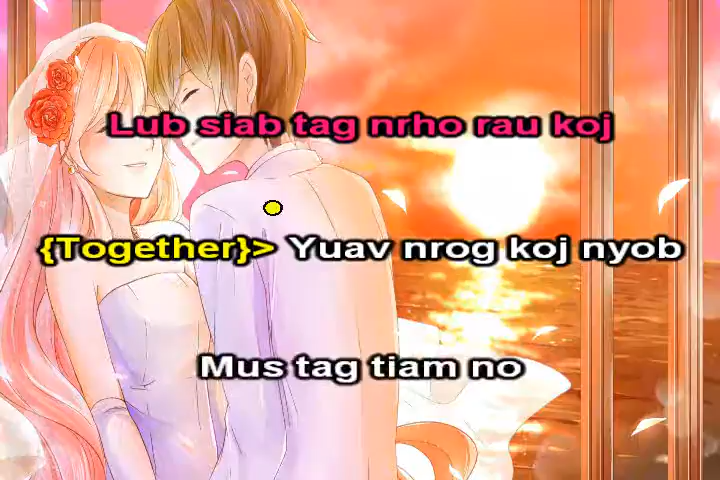 Lub siab tag nrho rau koj
{Together}> Yuav nrog koj nyob
Mus tag tiam no